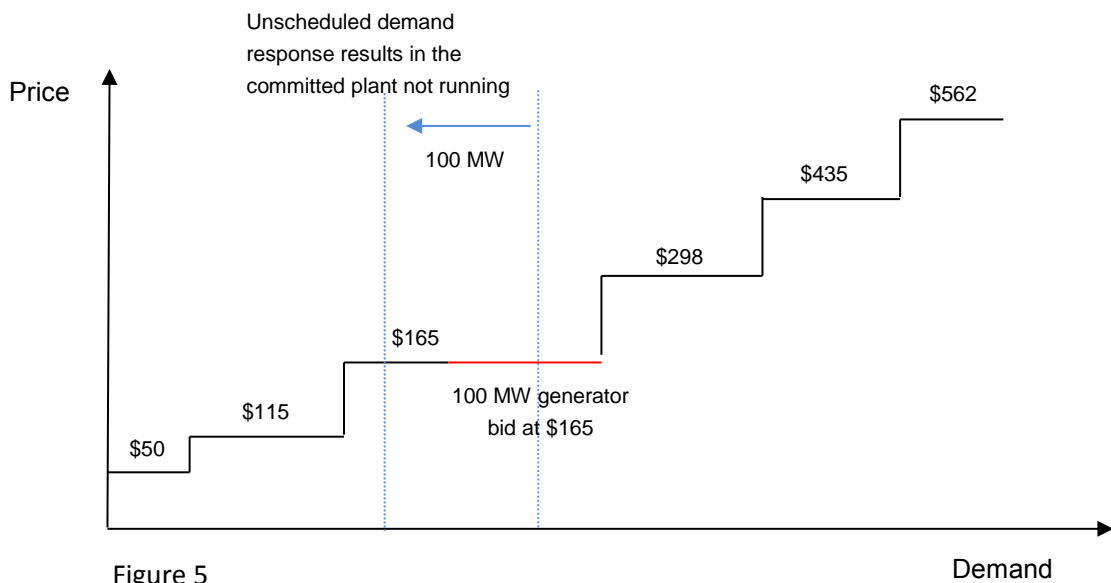 Unscheduled demand
response results in the
committed plant not running
Price
$562
100 MW
$435
$298
$165
100 MW generator
bid at $165
$115
$50
Figure 5
Demand